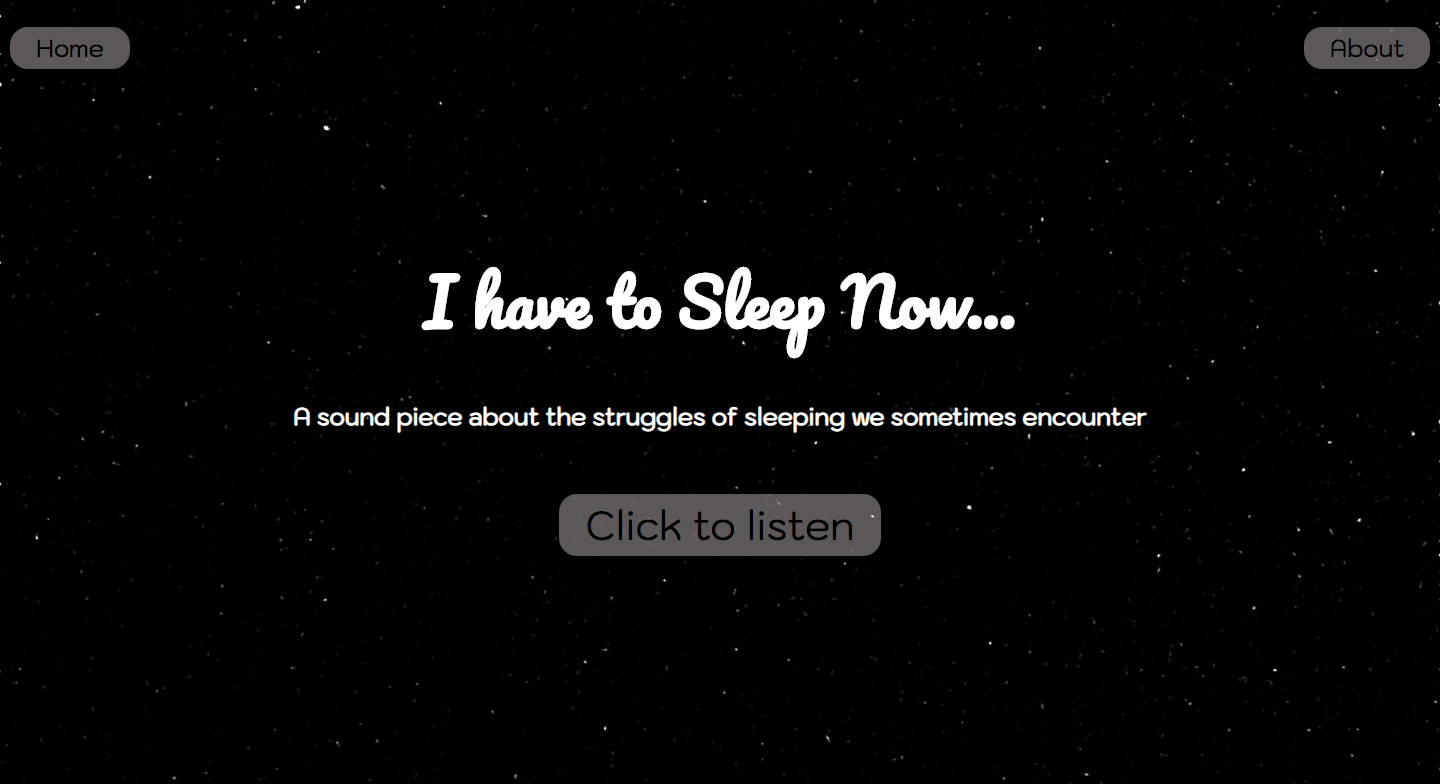 Home
About
I have to Sleep Now...
A sound piece about the struggles of sleeping we sometimes encounter
Click to listen